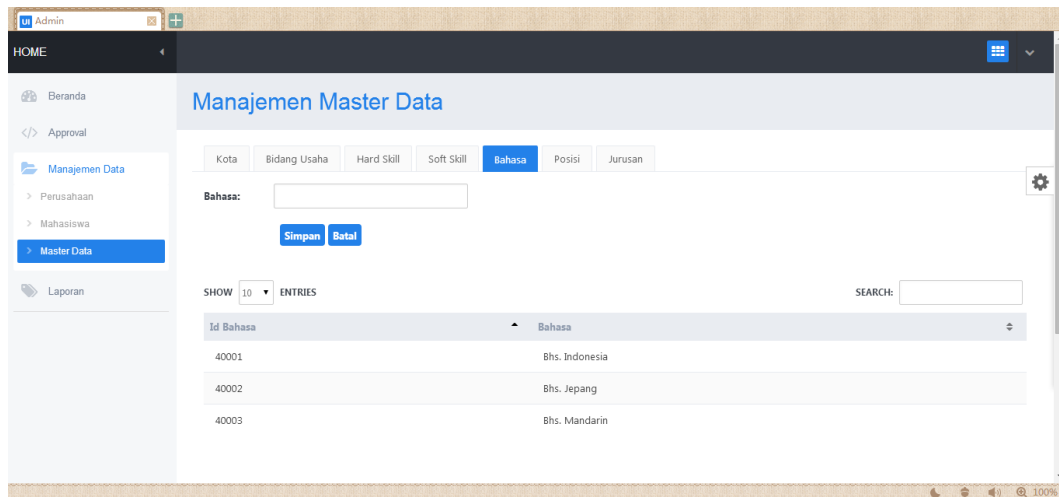 UI Admin
HOME
Beranda
</> Approval
Manajemen Data
> Perusahaan
> Mahasiswa
> Master Data
Laporan
Manajemen Master Data
Kota Bidang Usaha Hard Skill Soft Skill Bahasa Posisi Jurusan
Bahasa:
Simpan Batal
SHOW 10 ENTRIES SEARCH:
Id Bahasa Bahasa
40001 Bhs. Indonesia
40002 Bhs. Jepang
40003 Bhs. Mandarin
100%